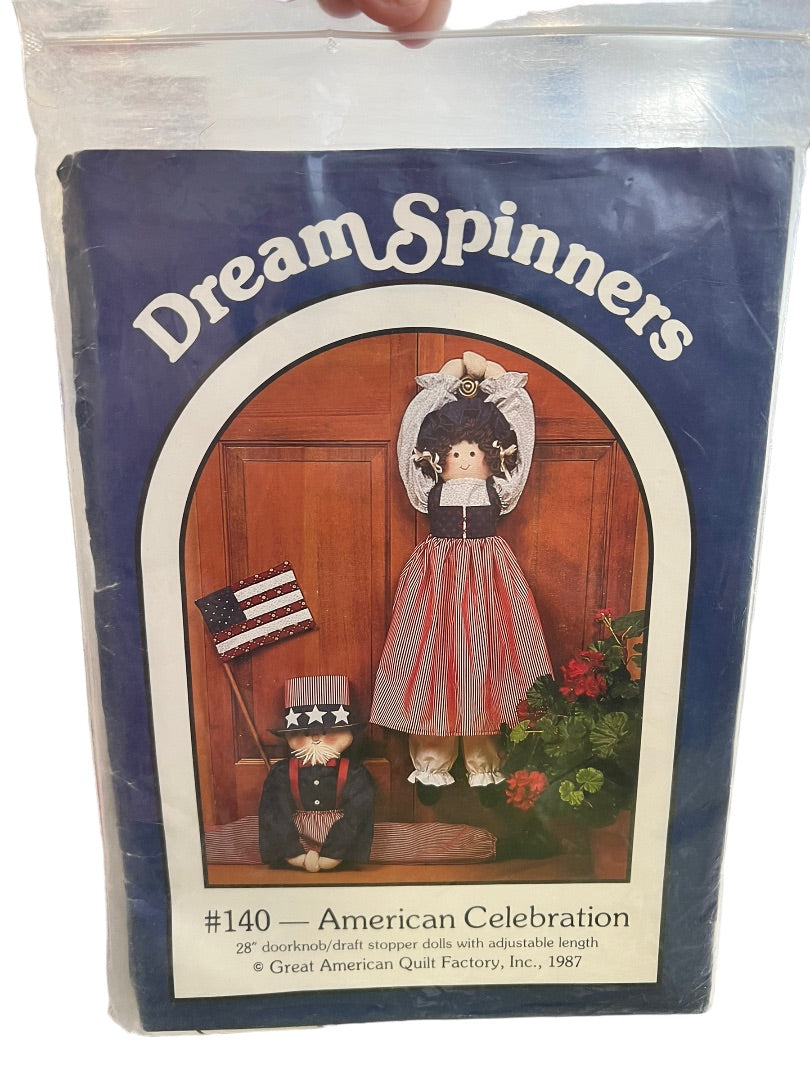 Dream Spinners
#140 — American Celebration
28" doorknob/draft stopper dolls with adjustable length
© Great American Quilt Factory, Inc., 1987